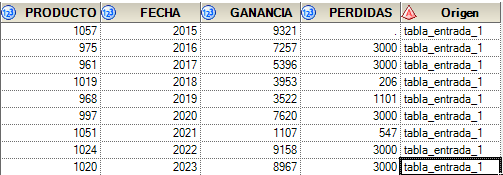 PRODUCTO FECHA GANANCIA PERDIDAS Origen
1057 2015 9321 . tabla_entrada_1
975 2016 7257 3000 tabla_entrada_1
961 2017 5396 3000 tabla_entrada_1
1019 2018 3953 206 tabla_entrada_1
968 2019 3522 1101 tabla_entrada_1
997 2020 7620 3000 tabla_entrada_1
1051 2021 1107 547 tabla_entrada_1
1024 2022 9158 3000 tabla_entrada_1
1020 2023 8967 3000 tabla_entrada_1